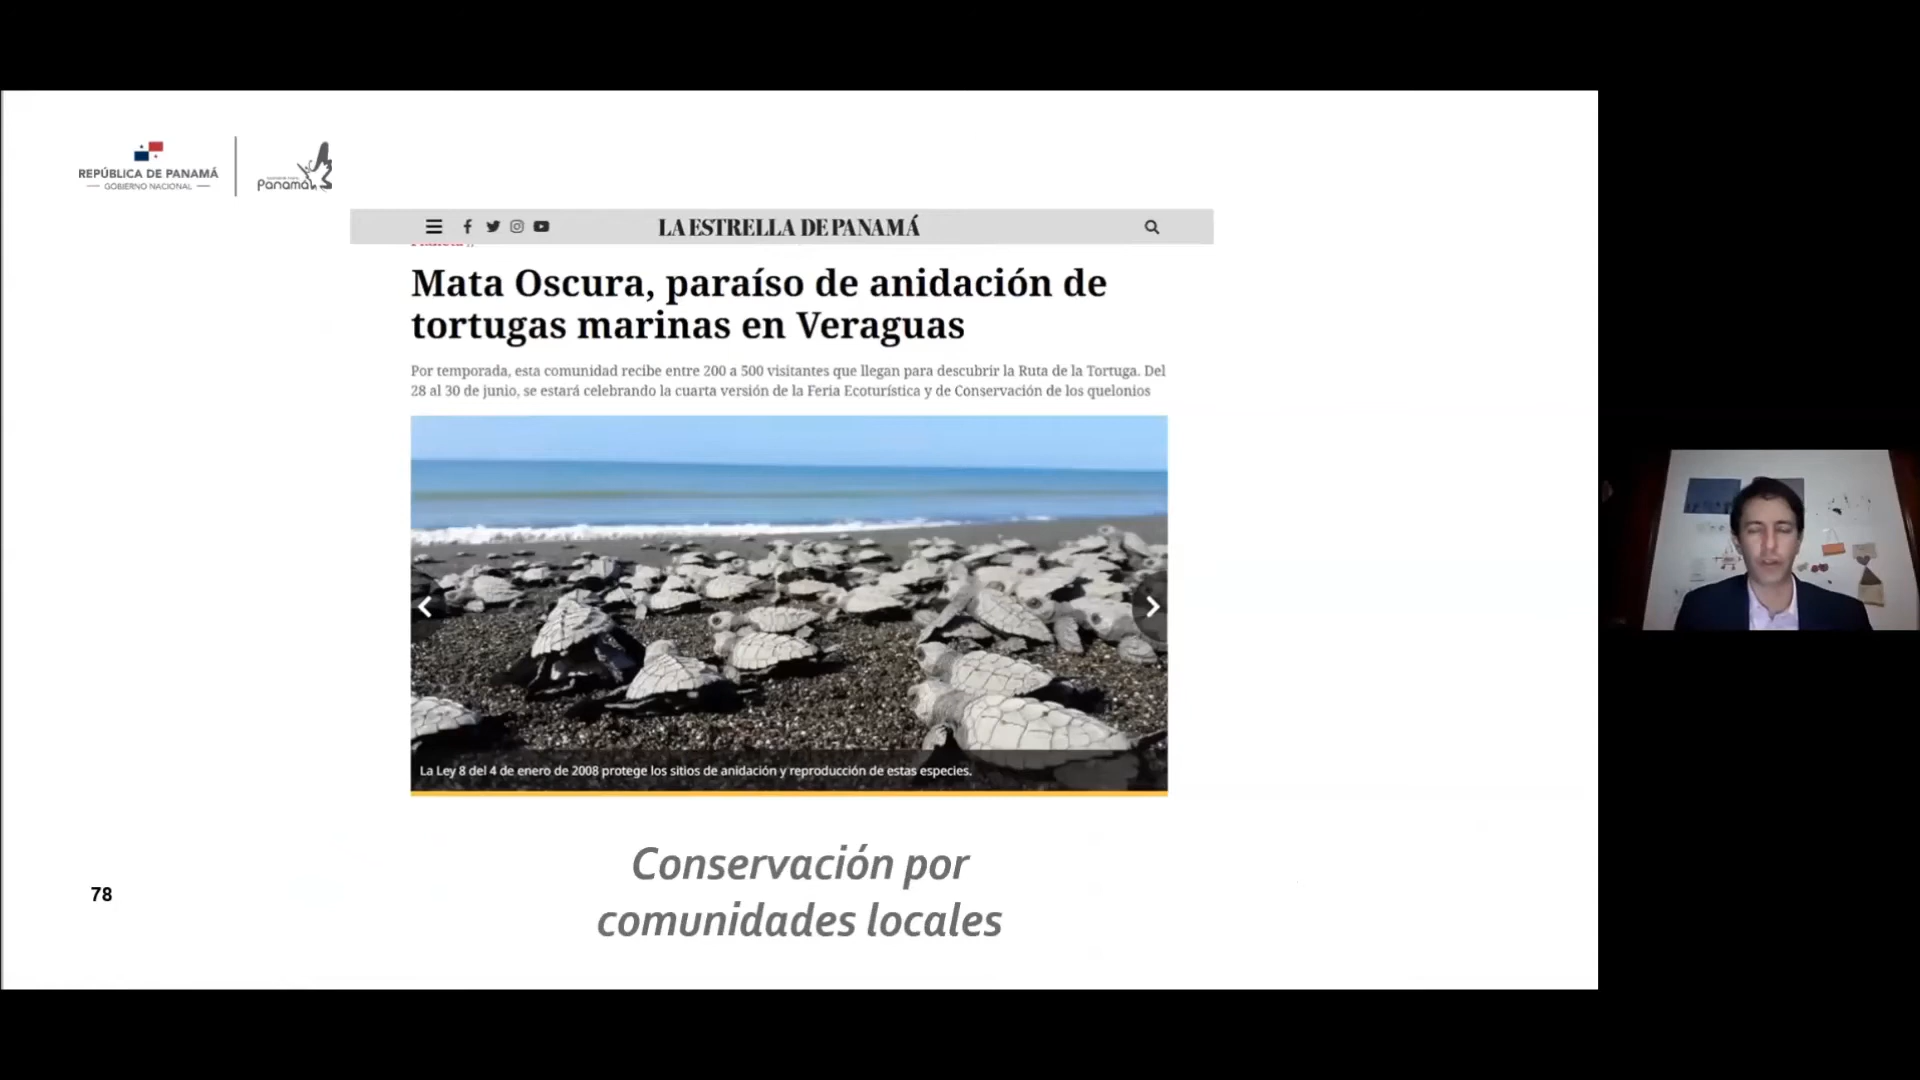 REPÚBLICA DE PANAMÁ
GOBIERNO NACIONAL
Panamá
LA ESTRELLA DE PANAMÁ
Mata Oscura, paraíso de anidación de
tortugas marinas en Veraguas
Por temporada, esta comunidad recibe entre 200 a 500 visitantes que llegan para descubrir la Ruta de la Tortuga. Del
28 al 30 de junio, se estará celebrando la cuarta versión de la Feria Ecoturística y de Conservación de los quelonios
La Ley 8 del 4 de enero de 2008 protege los sitios de anidación y reproducción de estas especies.
Conservación por
comunidades locales
78